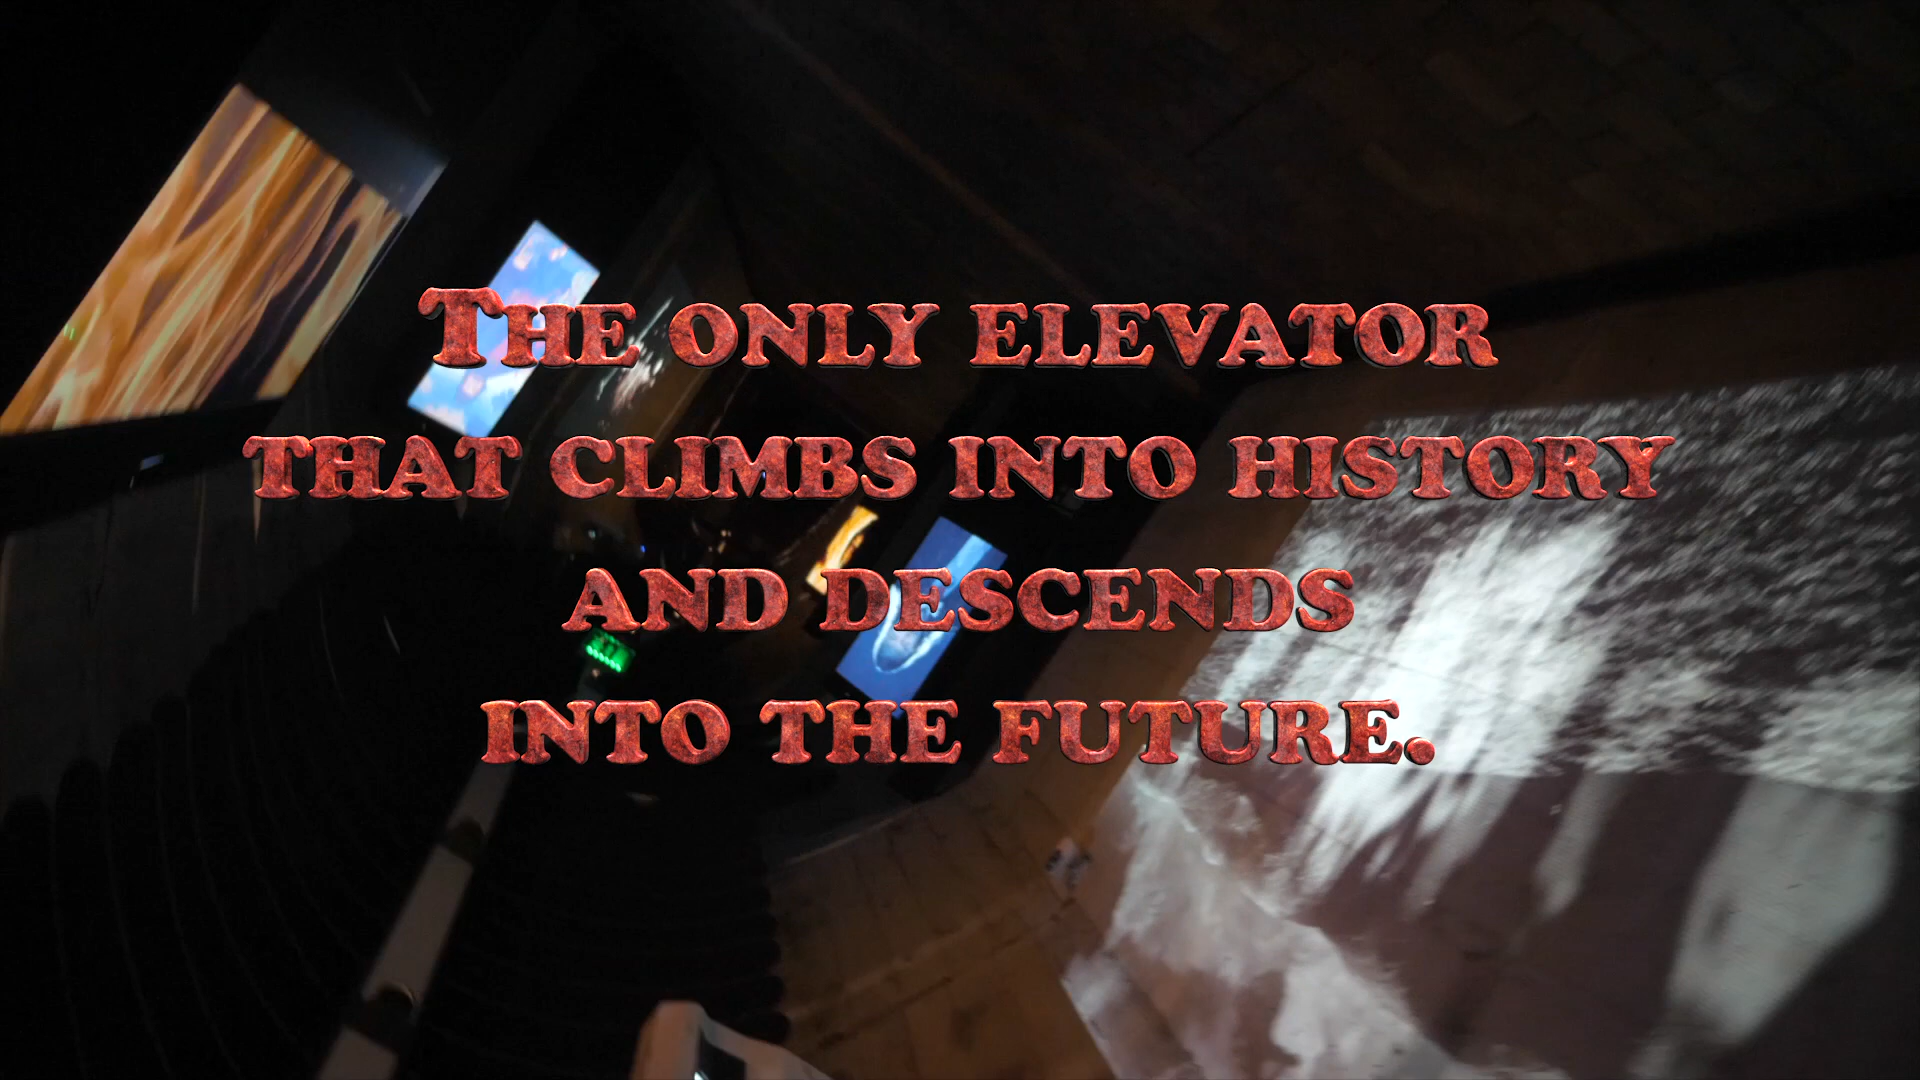 The only elevator
that climbs into history
and descends
into the future.